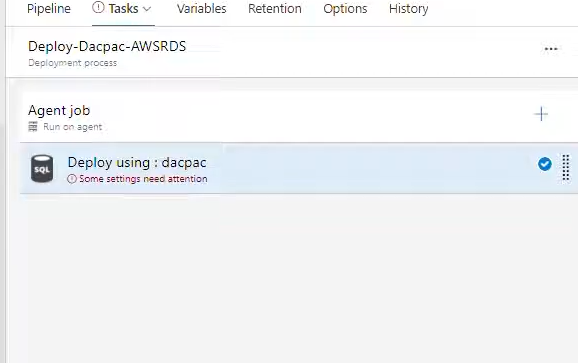 Pipeline Tasks Variables Retention Options History
Deploy-Dacpac-AWSRDS
Deployment process
Agent job
Run on agent
SQL Deploy using : dacpac
Some settings need attention